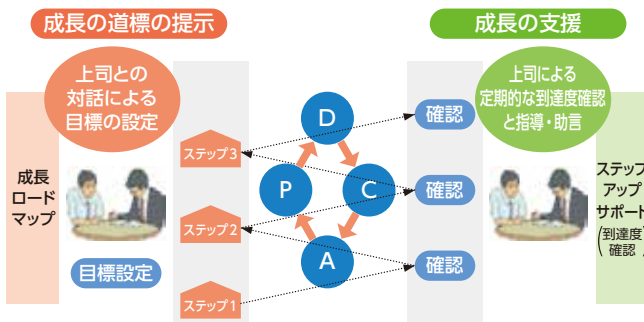 成長の道標の提示
成長の支援
上司との
対話による
目標の設定
上司による
定期的な到達度確認
と指導・助言
成長
ロード
マップ
目標設定
ステップ3
ステップ2
ステップ1
D
P
C
A
確認
確認
確認
ステップ
アップ
サポート
(到達度
確認)